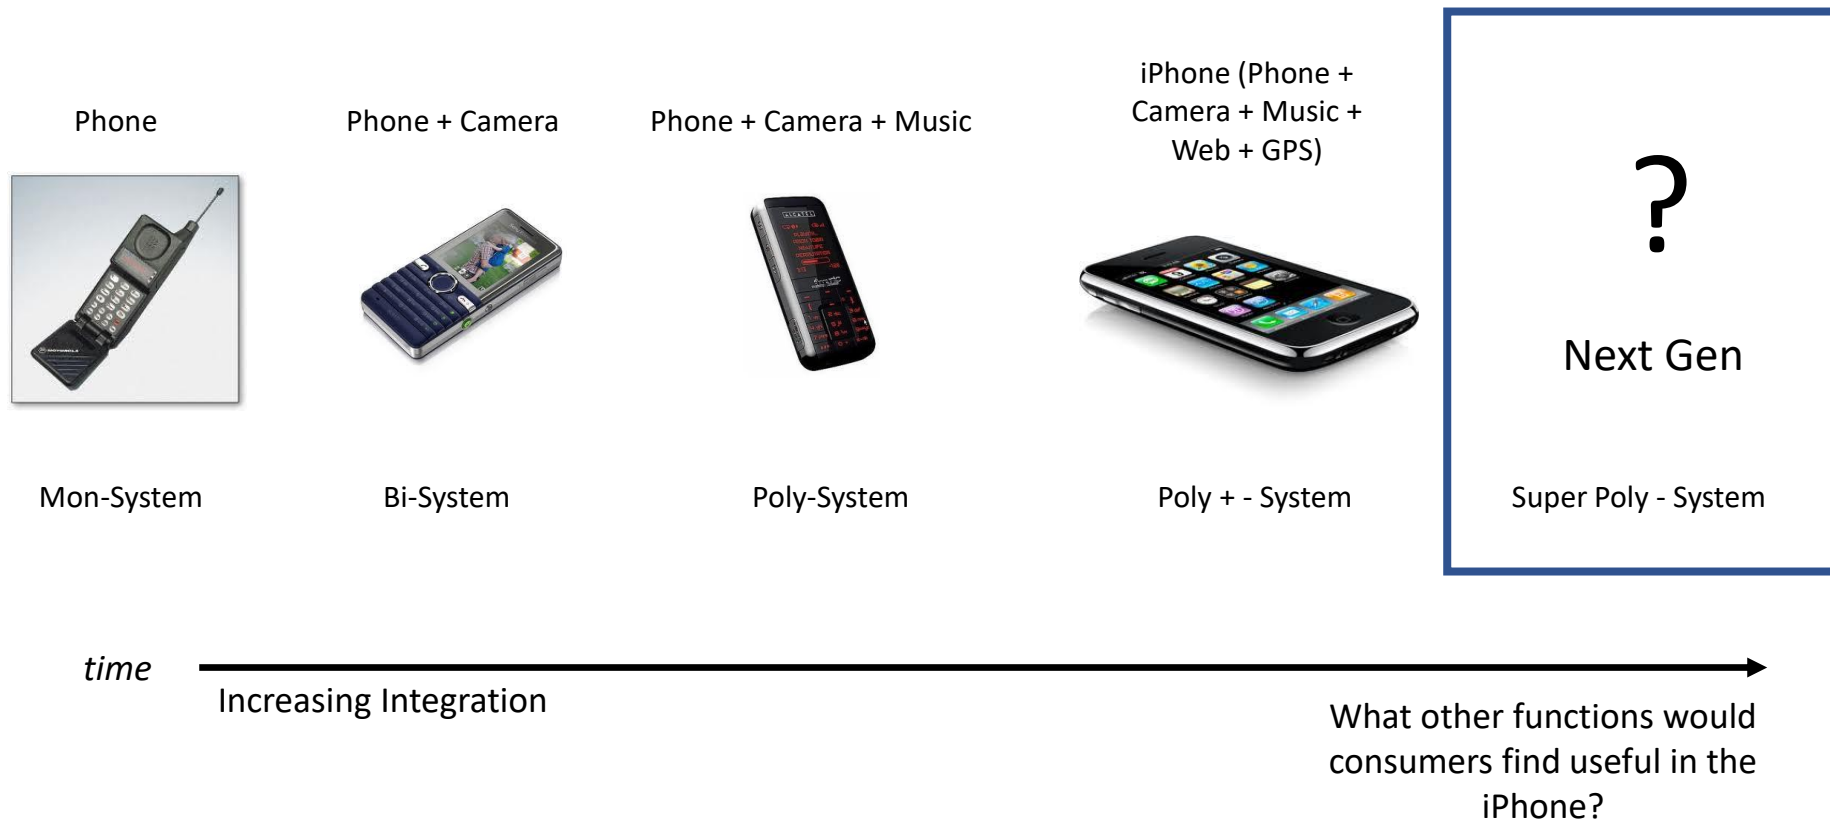 Phone
Phone + Camera
Phone + Camera + Music
iPhone (Phone +
Camera + Music +
Web + GPS)
?
Next Gen
MOTOROLA
ALCATEL
Mon-System
Bi-System
Poly-System
Poly + - System
Super Poly - System
time
Increasing Integration
What other functions would
consumers find useful in the
iPhone?